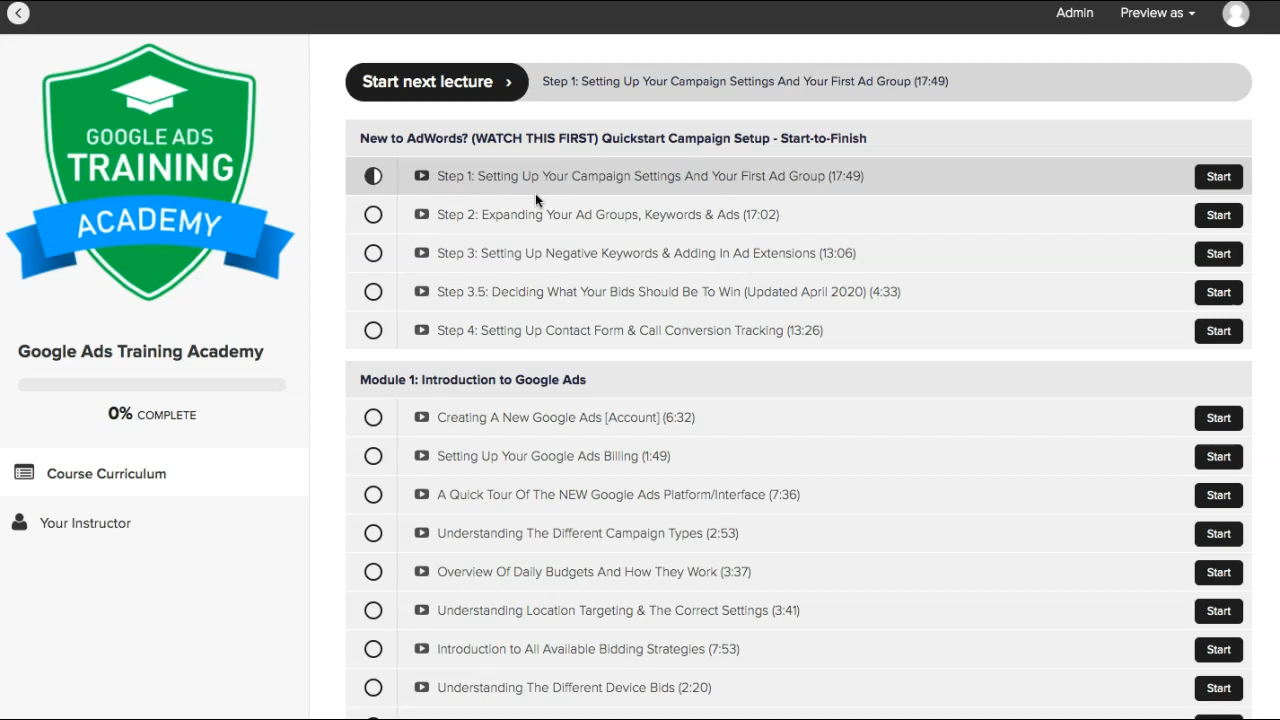 Admin
Preview as
GOOGLE ADS
TRAINING
ACADEMY
Google Ads Training Academy
0% COMPLETE
Course Curriculum
Your Instructor
Start next lecture › Step 1: Setting Up Your Campaign Settings And Your First Ad Group (17:49)
New to AdWords? (WATCH THIS FIRST) Quickstart Campaign Setup - Start-to-Finish
Step 1: Setting Up Your Campaign Settings And Your First Ad Group (17:49) Start
Step 2: Expanding Your Ad Groups, Keywords & Ads (17:02) Start
Step 3: Setting Up Negative Keywords & Adding In Ad Extensions (13:06) Start
Step 3.5: Deciding What Your Bids Should Be To Win (Updated April 2020) (4:33) Start
Step 4: Setting Up Contact Form & Call Conversion Tracking (13:26) Start
Module 1: Introduction to Google Ads
Creating A New Google Ads [Account] (6:32) Start
Setting Up Your Google Ads Billing (1:49) Start
A Quick Tour Of The NEW Google Ads Platform/Interface (7:36) Start
Understanding The Different Campaign Types (2:53) Start
Overview Of Daily Budgets And How They Work (3:37) Start
Understanding Location Targeting & The Correct Settings (3:41) Start
Introduction to All Available Bidding Strategies (7:53) Start
Understanding The Different Device Bids (2:20) Start